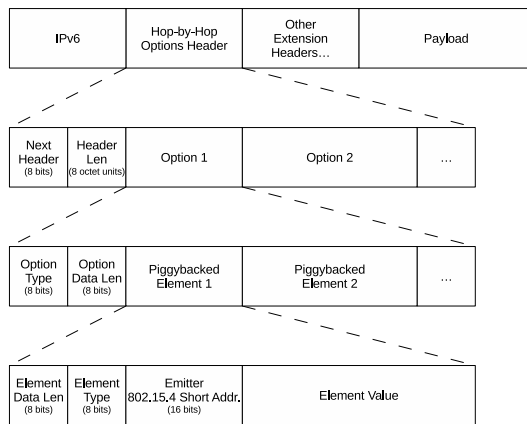 IPv6
Hop-by-Hop
Options Header
Other
Extension
Headers...
Payload
Next
Header
(8 bits)
Header
Len
(8 octet units)
Option 1
Option 2
...
Option
Type
(8 bits)
Option
Data Len
(8 bits)
Piggybacked
Element 1
Piggybacked
Element 2
...
Element
Data Len
(8 bits)
Element
Type
(8 bits)
Emitter
802.15.4 Short Addr.
(16 bits)
Element Value